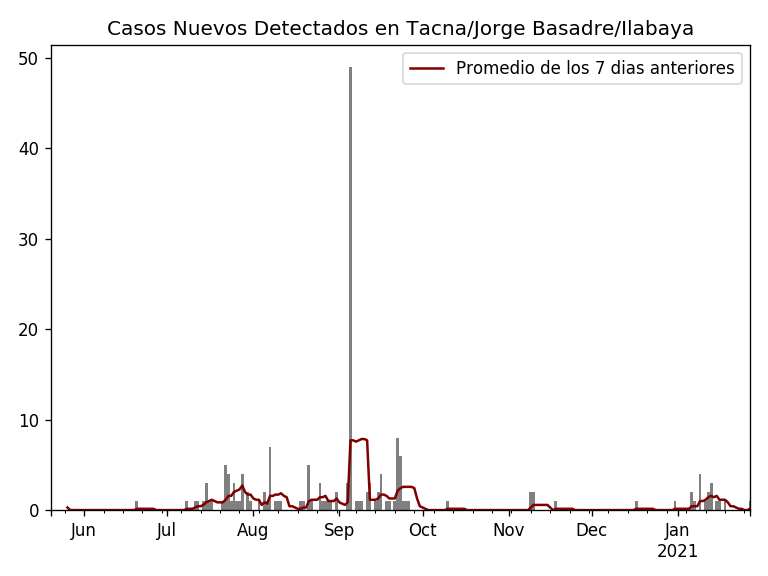 Casos Nuevos Detectados en Tacna/Jorge Basadre/Ilabaya
Promedio de los 7 dias anteriores
50
40
30
20
10
0
Jun Jul Aug Sep Oct Nov Dec Jan
2021